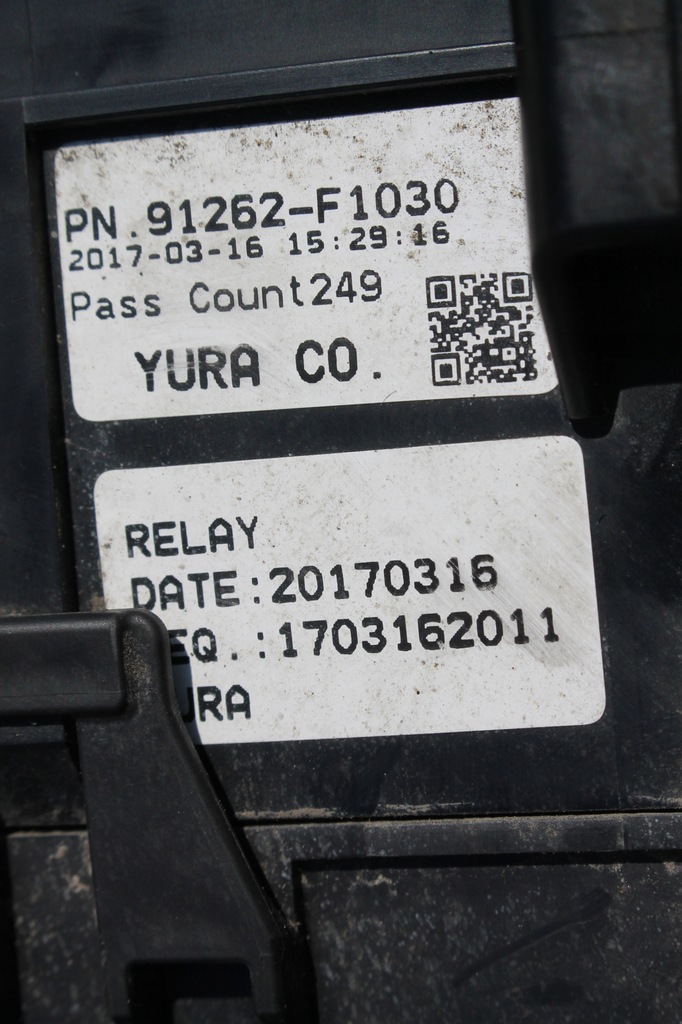 PN.91262-F1030
2017-03-16 15:29:16
Pass Count249
YURA CO.
RELAY
DATE:20170316
EQ.:1703162011
URA